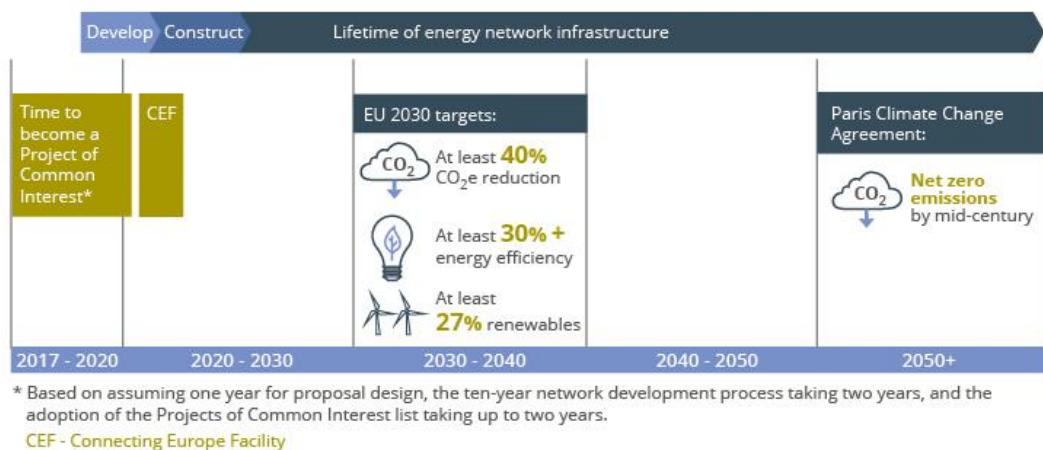 Develop
Construct
Lifetime of energy network infrastructure
Time to
become a
Project of
Common
Interest*
CEF
EU 2030 targets:
CO₂
At least 40%
CO₂e reduction
At least 30% +
energy efficiency
At least
27% renewables
Paris Climate Change
Agreement:
CO₂
Net zero
emissions
by mid-century
2017 - 2020
2020 - 2030
2030 - 2040
2040 - 2050
2050+
* Based on assuming one year for proposal design, the ten-year network development process taking two years, and the
adoption of the Projects of Common Interest list taking up to two years.
CEF - Connecting Europe Facility